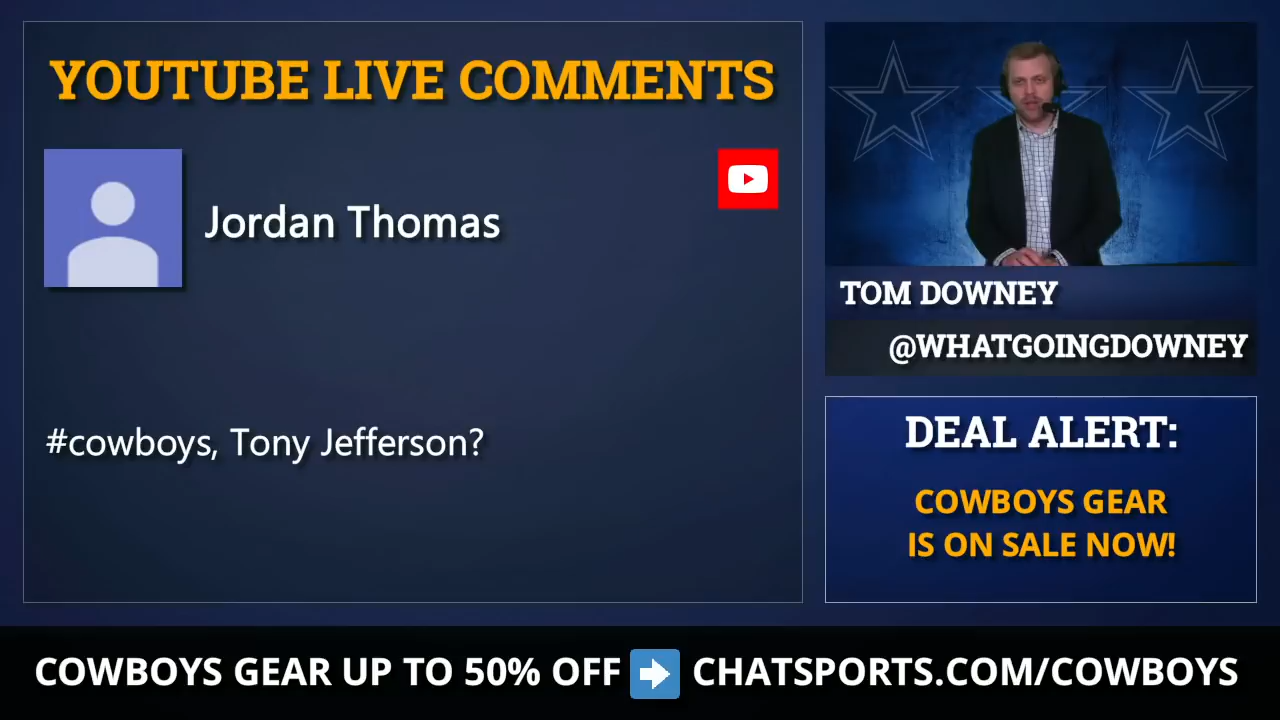 YOUTUBE LIVE COMMENTS
Jordan Thomas
#cowboys, Tony Jefferson?
TOM DOWNEY
@WHATGOINGDOWNEY
DEAL ALERT:
COWBOYS GEAR
IS ON SALE NOW!
COWBOYS GEAR UP TO 50% OFF ➡ CHATSPORTS.COM/COWBOYS